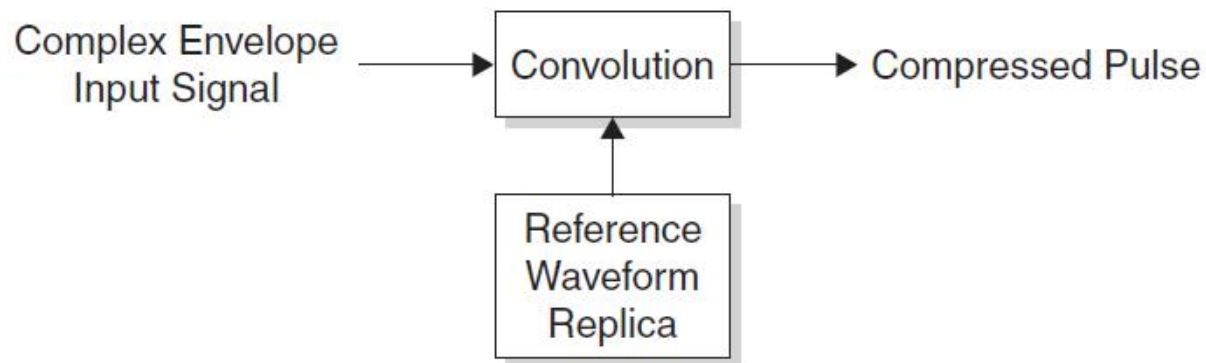 Complex Envelope
Input Signal
Convolution
Compressed Pulse
Reference
Waveform
Replica